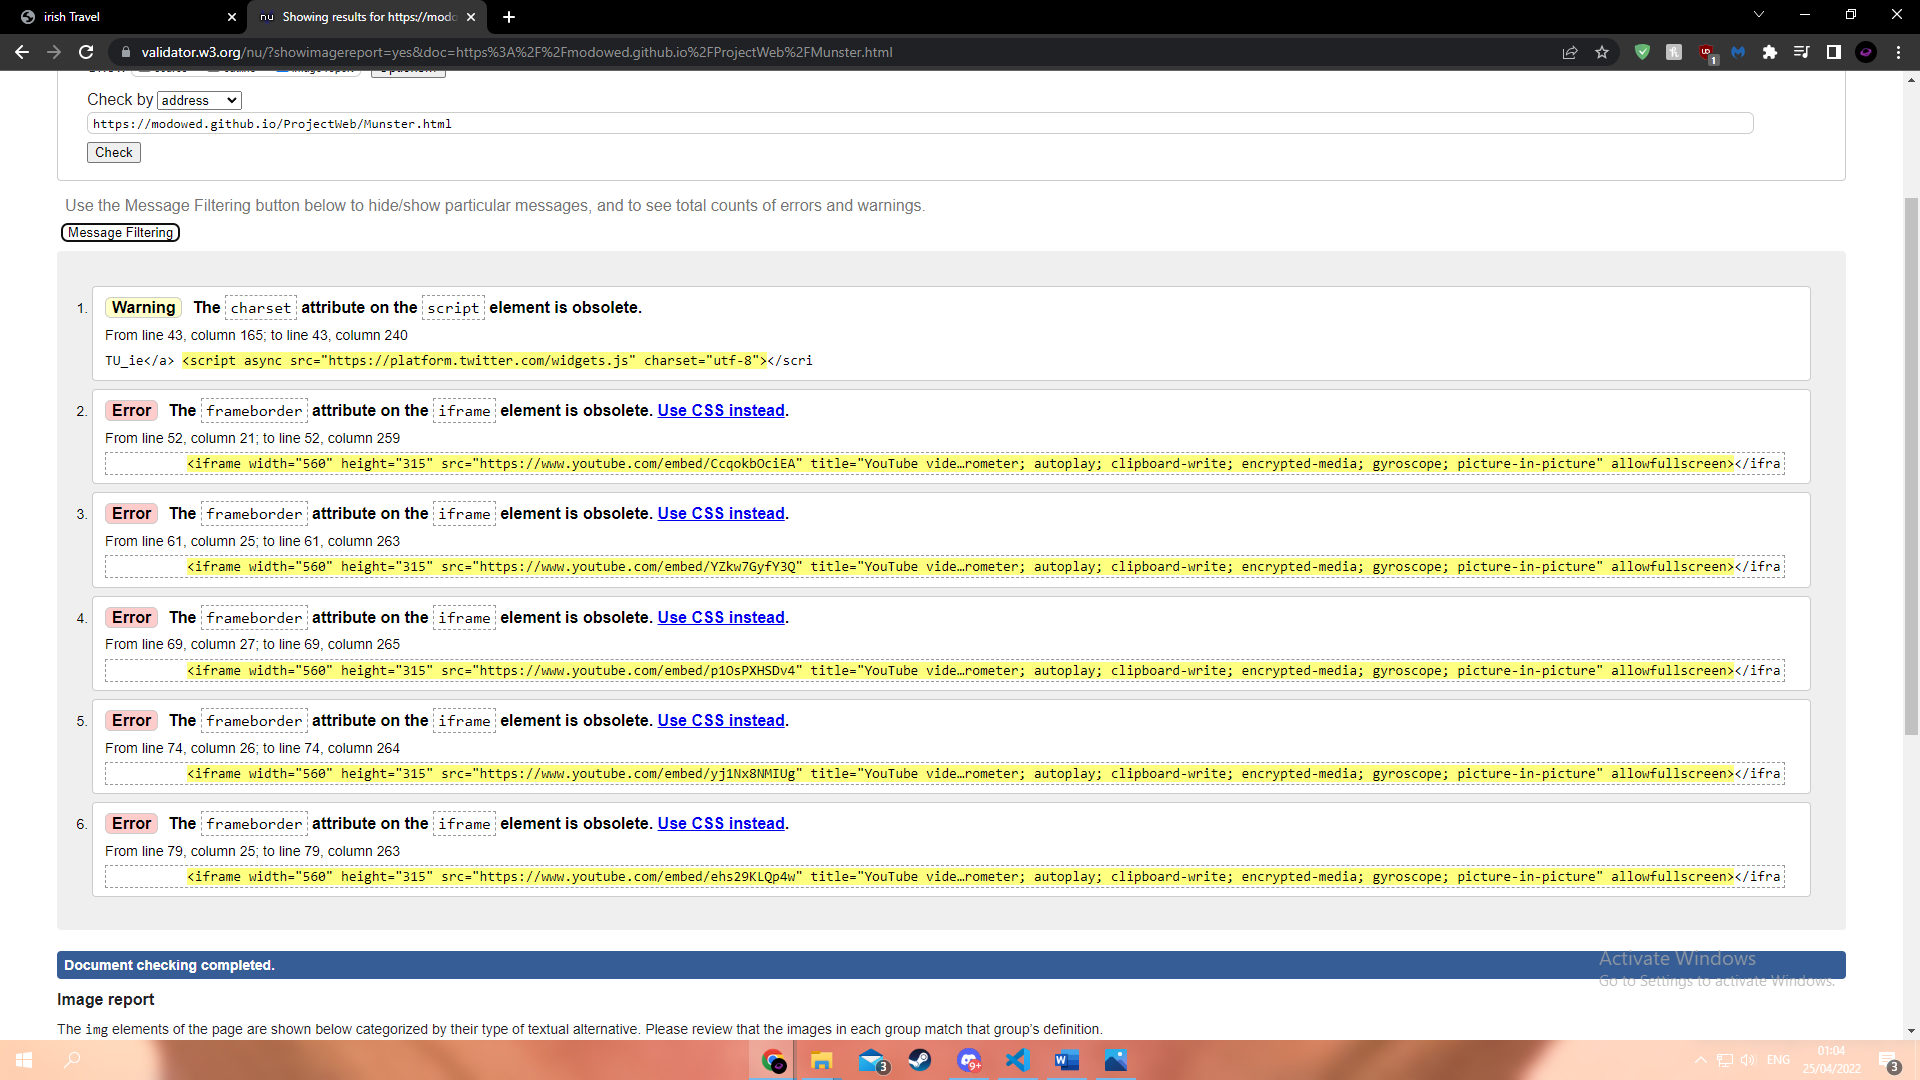 irish Travel
nu Showing results for https://modo
validator.w3.org/nu/?showimagereport=yes&doc=https%3A%2F%2Fmodowed.github.io%2FProjectWeb%2FMunster.html
Check by address
https://modowed.github.io/ProjectWeb/Munster.html
Check
Use the Message Filtering button below to hide/show particular messages, and to see total counts of errors and warnings.
Message Filtering
1. Warning The charset attribute on the script element is obsolete.
From line 43, column 165; to line 43, column 240
TU_ie</a> <script async src="https://platform.twitter.com/widgets.js" charset="utf-8"></scri
2. Error The frameborder attribute on the iframe element is obsolete. Use CSS instead.
From line 52, column 21; to line 52, column 259
<iframe width="560" height="315" src="https://www.youtube.com/embed/CcqokbOciEA" title="YouTube vide…rometer; autoplay; clipboard-write; encrypted-media; gyroscope; picture-in-picture" allowfullscreen></ifra
3. Error The frameborder attribute on the iframe element is obsolete. Use CSS instead.
From line 61, column 25; to line 61, column 263
<iframe width="560" height="315" src="https://www.youtube.com/embed/YZkw7GyfY3Q" title="YouTube vide…rometer; autoplay; clipboard-write; encrypted-media; gyroscope; picture-in-picture" allowfullscreen></ifra
4. Error The frameborder attribute on the iframe element is obsolete. Use CSS instead.
From line 69, column 27; to line 69, column 265
<iframe width="560" height="315" src="https://www.youtube.com/embed/p1OsPXHSDv4" title="YouTube vide…rometer; autoplay; clipboard-write; encrypted-media; gyroscope; picture-in-picture" allowfullscreen></ifra
5. Error The frameborder attribute on the iframe element is obsolete. Use CSS instead.
From line 74, column 26; to line 74, column 264
<iframe width="560" height="315" src="https://www.youtube.com/embed/yj1Nx8NMIUg" title="YouTube vide…rometer; autoplay; clipboard-write; encrypted-media; gyroscope; picture-in-picture" allowfullscreen></ifra
6. Error The frameborder attribute on the iframe element is obsolete. Use CSS instead.
From line 79, column 25; to line 79, column 263
<iframe width="560" height="315" src="https://www.youtube.com/embed/ehs29KLQp4w" title="YouTube vide…rometer; autoplay; clipboard-write; encrypted-media; gyroscope; picture-in-picture" allowfullscreen></ifra
Document checking completed.
Activate Windows
Go to Settings to activate Windows.
Image report
The img elements of the page are shown below categorized by their type of textual alternative. Please review that the images in each group match that group's definition.
3
9+
W
ENG
01:04
25/04/2022
3